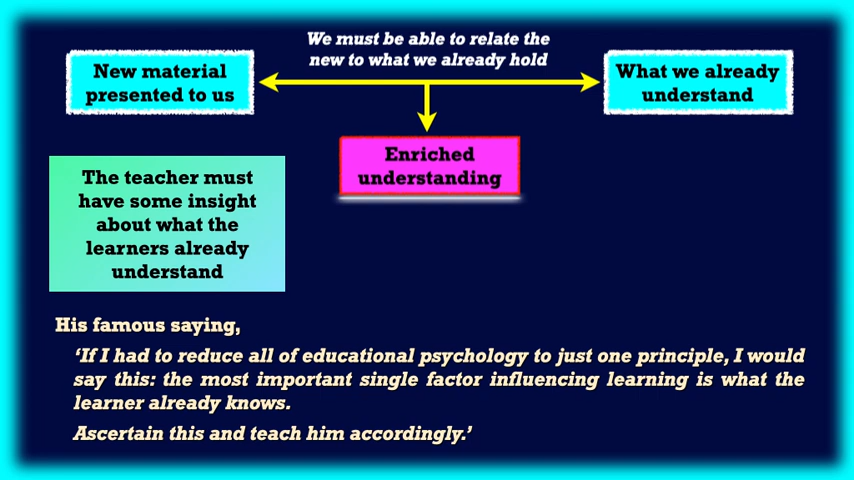 We must be able to relate the
new to what we already hold
New material
presented to us
What we already
understand
Enriched
understanding
The teacher must
have some insight
about what the
learners already
understand
His famous saying,
‘If I had to reduce all of educational psychology to just one principle, I would
say this: the most important single factor influencing learning is what the
learner already knows.
Ascertain this and teach him accordingly.’